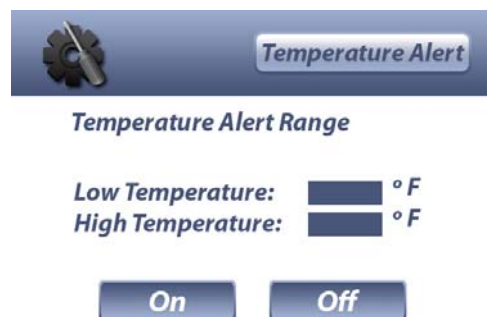 Temperature Alert
Temperature Alert Range
Low Temperature: º F
High Temperature: º F
On Off